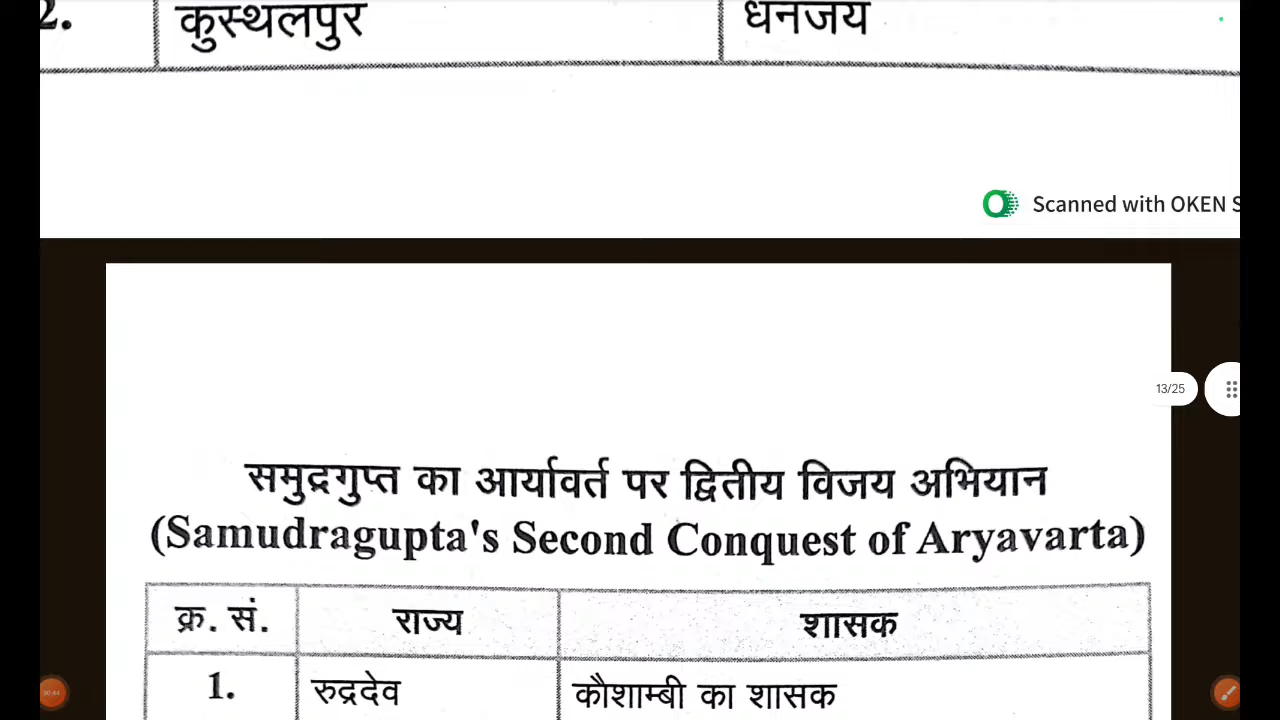 2. कुस्थलपुर धनंजय
Scanned with OKEN S
13/25
समुद्रगुप्त का आर्यावर्त पर द्वितीय विजय अभियान
(Samudragupta's Second Conquest of Aryavarta)
क्र. सं. राज्य शासक
1. रुद्रदेव कौशाम्बी का शासक